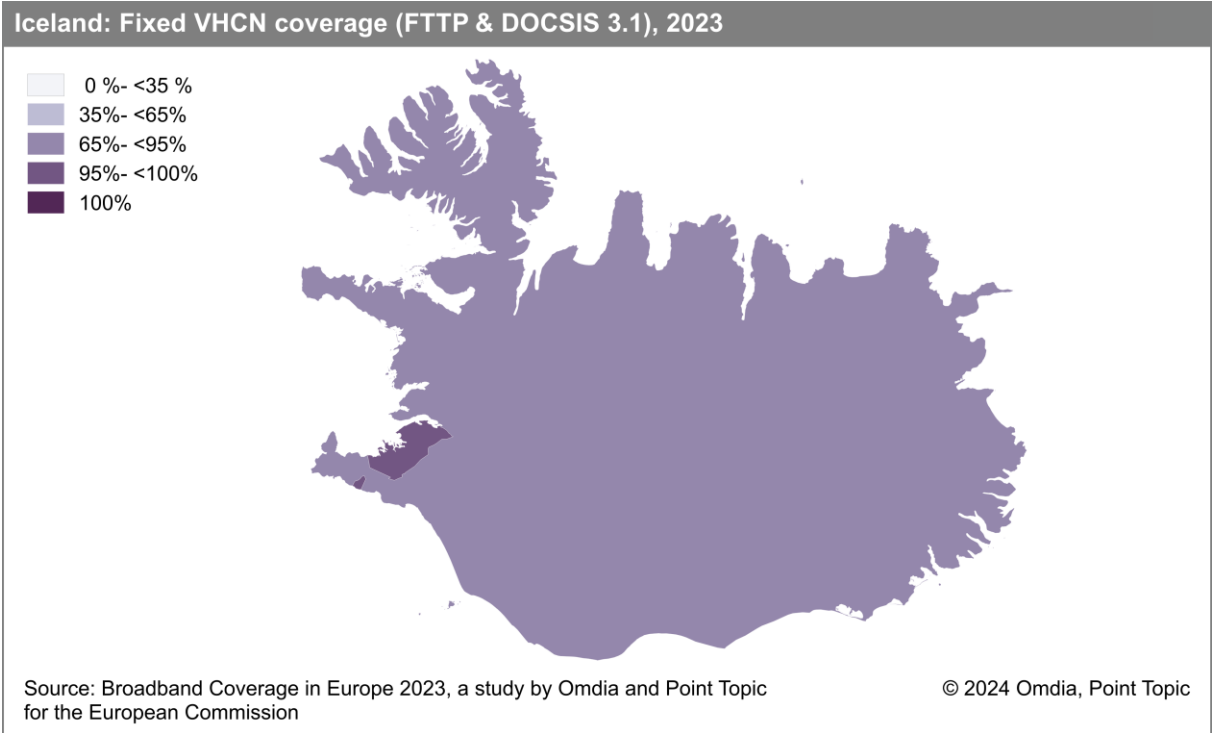 Iceland: Fixed VHCN coverage (FTTP & DOCSIS 3.1), 2023
0 %- <35 %
35%- <65%
65%- <95%
95%- <100%
100%
Source: Broadband Coverage in Europe 2023, a study by Omdia and Point Topic
for the European Commission
© 2024 Omdia, Point Topic